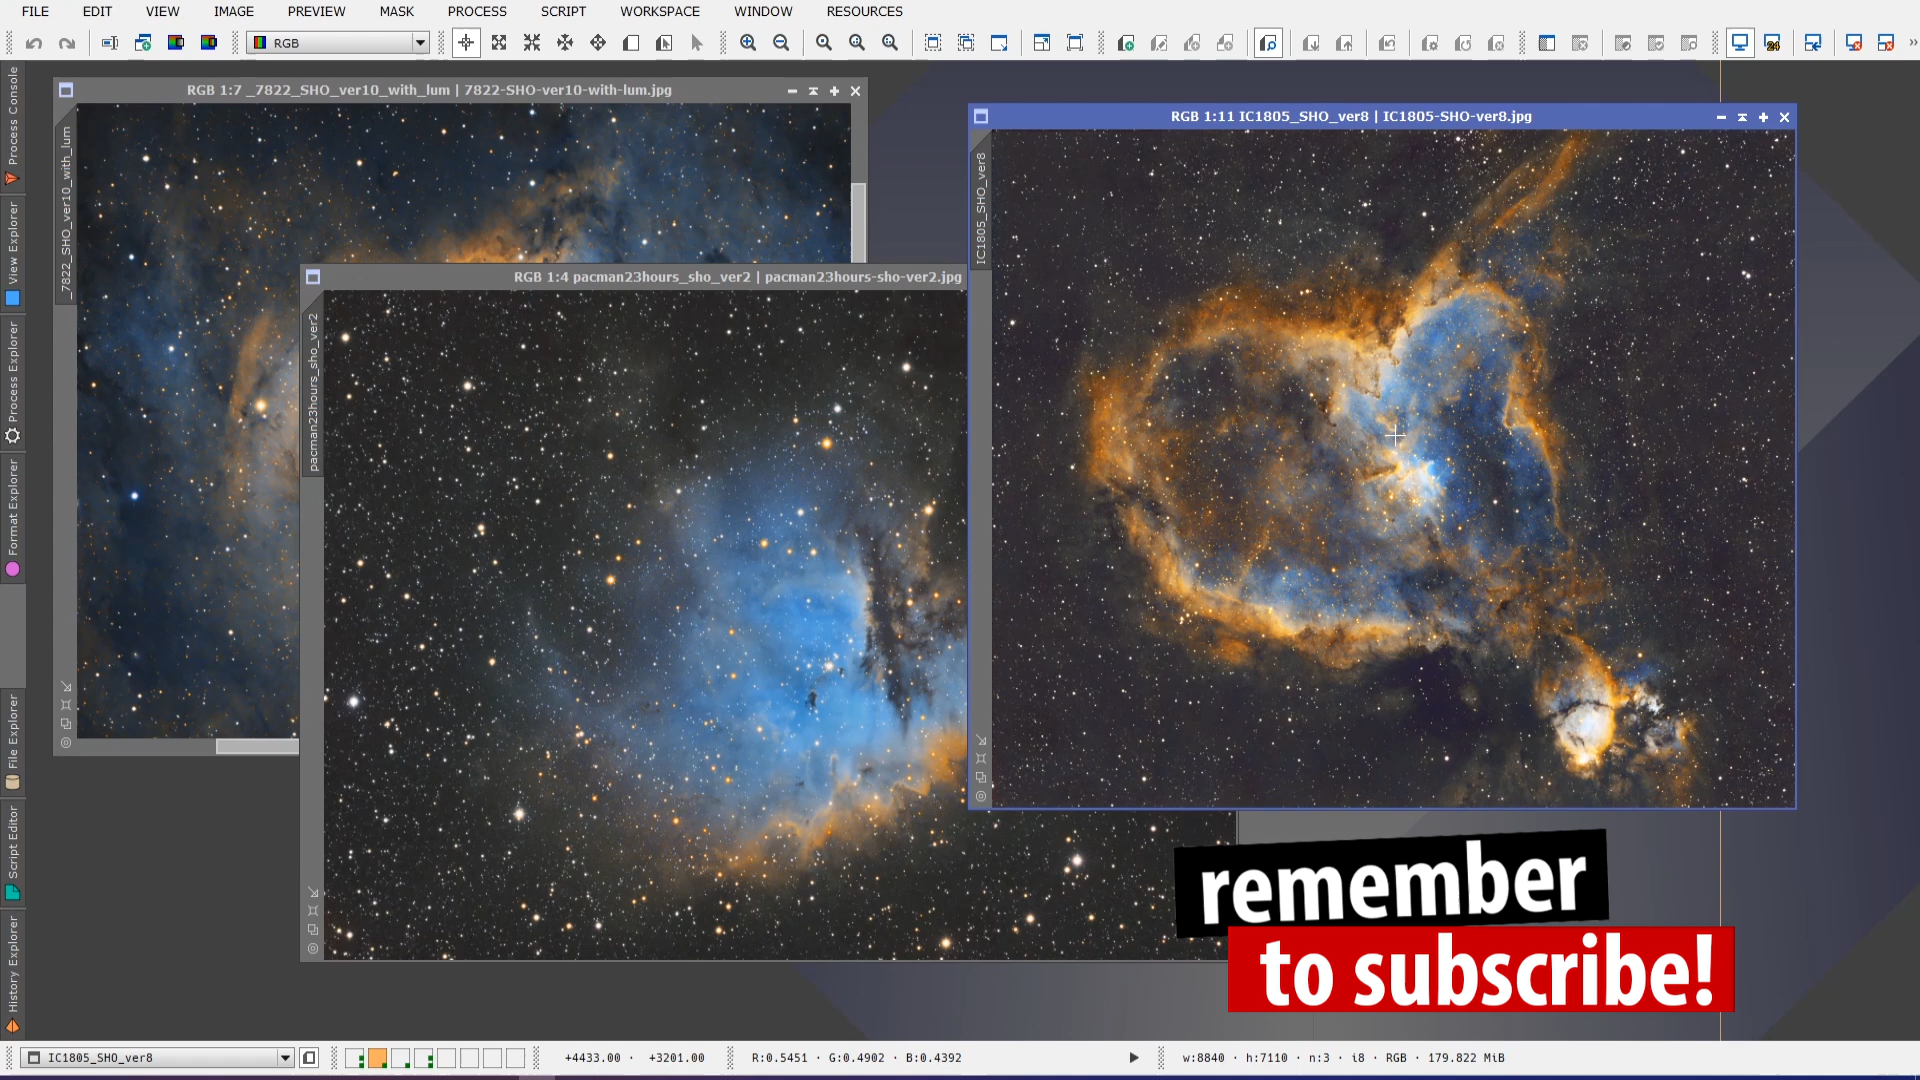 FILE EDIT VIEW IMAGE PREVIEW MASK PROCESS SCRIPT WORKSPACE WINDOW RESOURCES
RGB
24
Process Console
View Explorer
Process Explorer
Format Explorer
File Explorer
Script Editor
History Explorer
RGB 1:7 _7822_SHO_ver10_with_lum | 7822-SHO-ver10-with-lum.jpg
_7822_SHO_ver10_with_lum
RGB 1:4 pacman23hours_sho_ver2 | pacman23hours-sho-ver2.jpg
pacman23hours_sho_ver2
RGB 1:11 IC1805_SHO_ver8 | IC1805-SHO-ver8.jpg
IC1805_SHO_ver8
remember
to subscribe!
IC1805_SHO_ver8
+4433.00 · +3201.00
R:0.5451 · G:0.4902 · B:0.4392
w:8840 · h:7110 · n:3 · i8 · RGB · 179.822 MiB